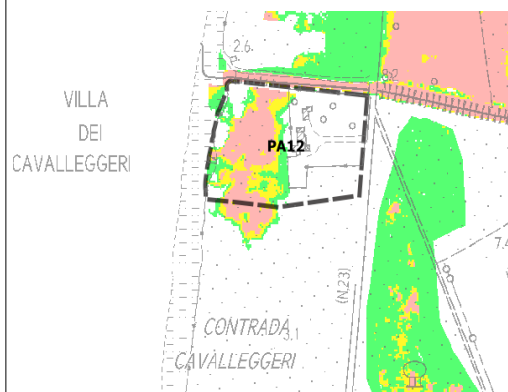 2.6
8.2
VILLA
DEI
CAVALLEGGERI
PA12
7.4
(N.23)
CONTRADA
3.1
CAVALLEGGERI